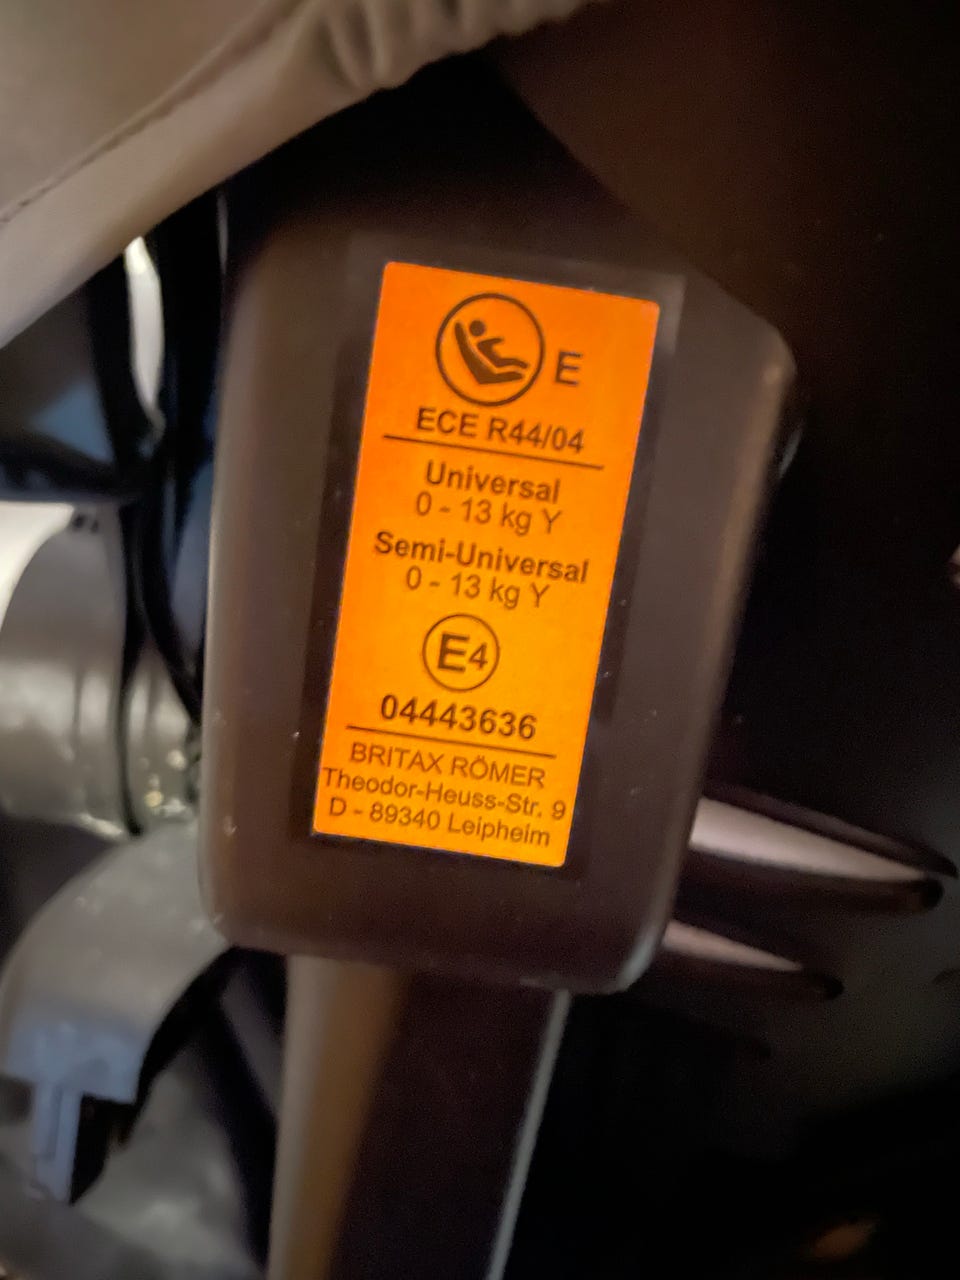 E
ECE R44/04
Universal
0 - 13 kg Y
Semi-Universal
0 - 13 kg Y
E4
04443636
BRITAX RÖMER
Theodor-Heuss-Str. 9
D - 89340 Leipheim